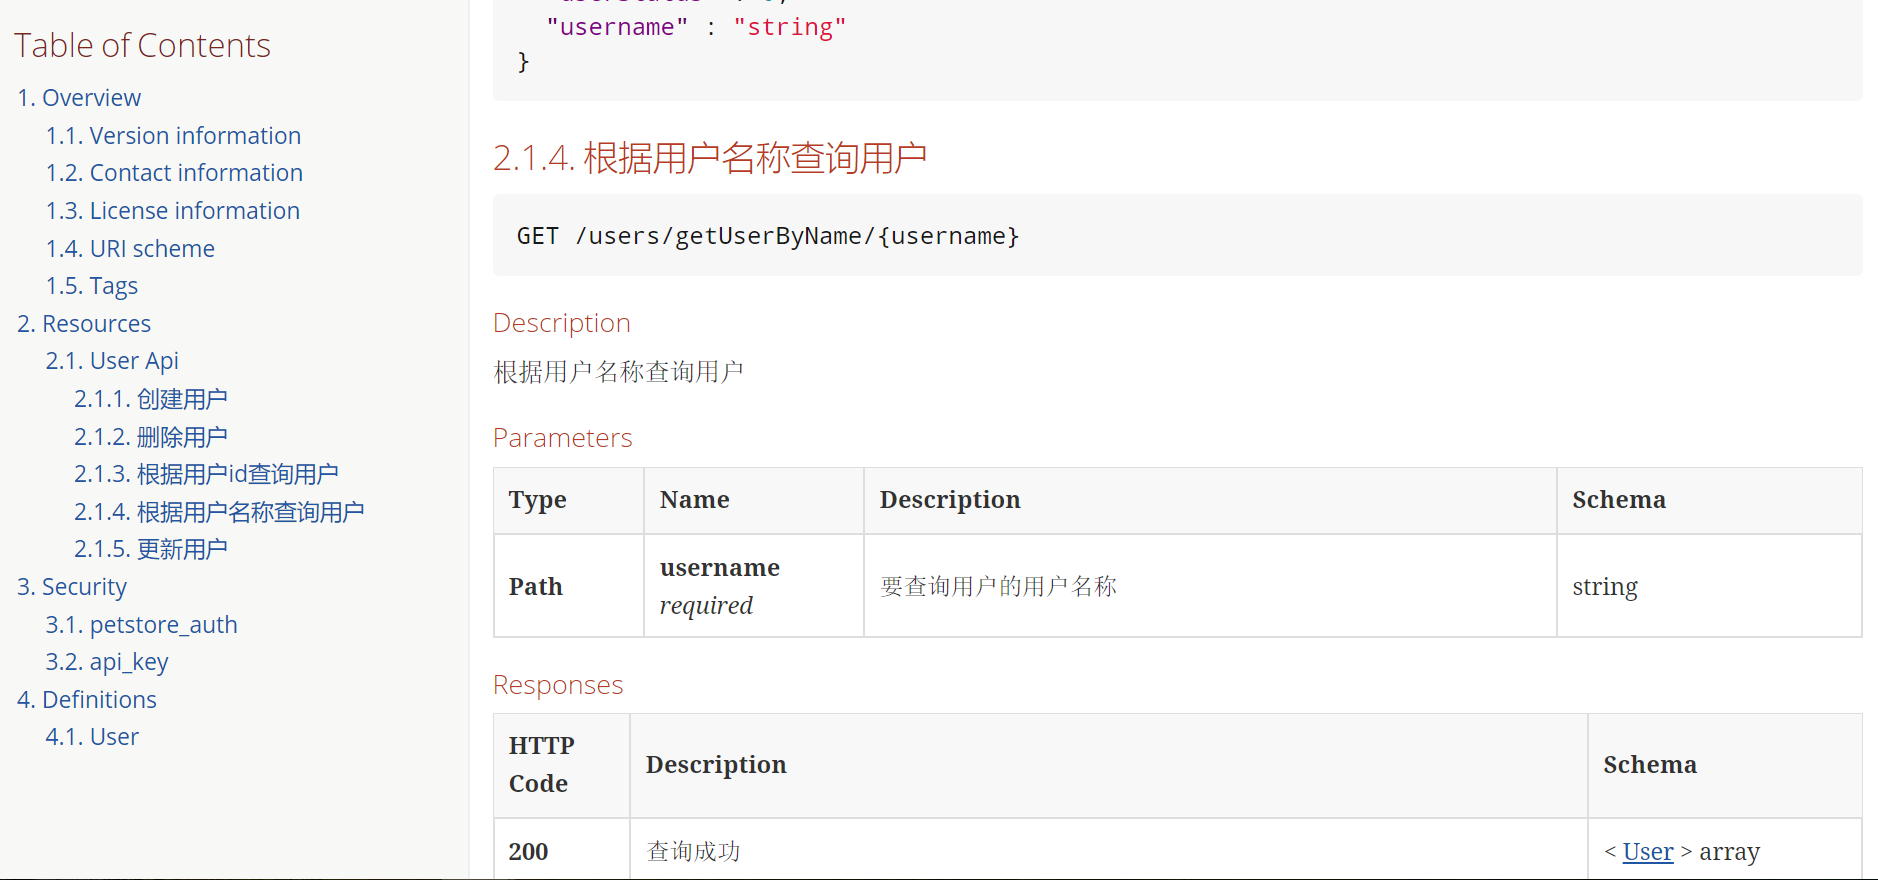 Table of Contents
1. Overview
1.1. Version information
1.2. Contact information
1.3. License information
1.4. URI scheme
1.5. Tags
2. Resources
2.1. User Api
2.1.1. 创建用户
2.1.2. 删除用户
2.1.3. 根据用户id查询用户
2.1.4. 根据用户名称查询用户
2.1.5. 更新用户
3. Security
3.1. petstore_auth
3.2. api_key
4. Definitions
4.1. User
"username" : "string"
}
2.1.4. 根据用户名称查询用户
GET /users/getUserByName/{username}
Description
根据用户名称查询用户
Parameters
Type Name Description Schema
Path username required 要查询用户的用户名称 string
Responses
HTTP Code Description Schema
200 查询成功 < User > array